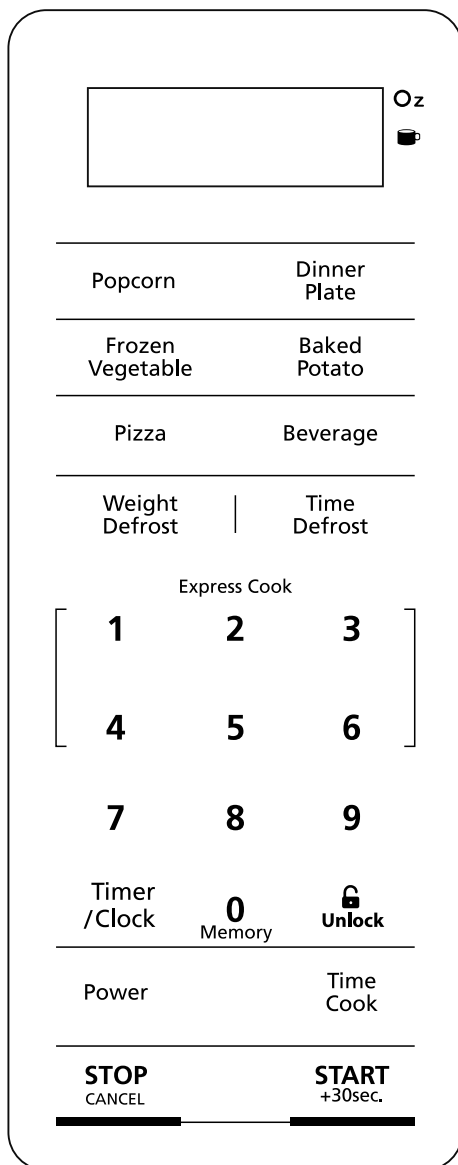 Oz
Popcorn
Dinner
Plate
Frozen
Vegetable
Baked
Potato
Pizza
Beverage
Weight
Defrost
Time
Defrost
Express Cook
1 2 3
4 5 6
7 8 9
Timer
/Clock
0
Memory
Unlock
Power
Time
Cook
STOP
CANCEL
START
+30sec.